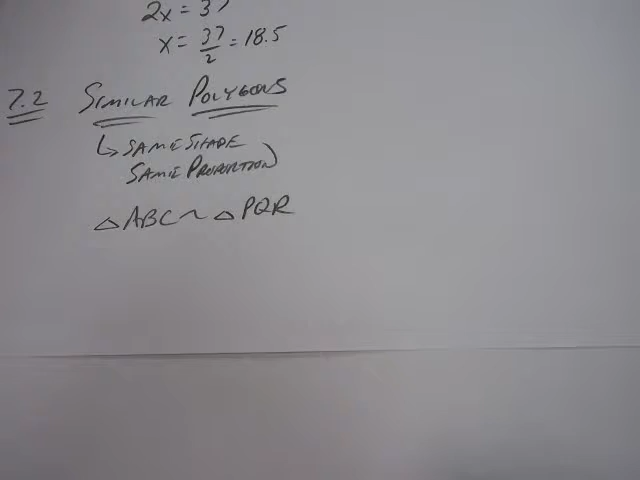 2x = 37
x = 37/2 = 18.5
7.2 SIMILAR POLYGONS
↳ SAME SHAPE
SAME PROPORTION)
△ABC ~ △PQR